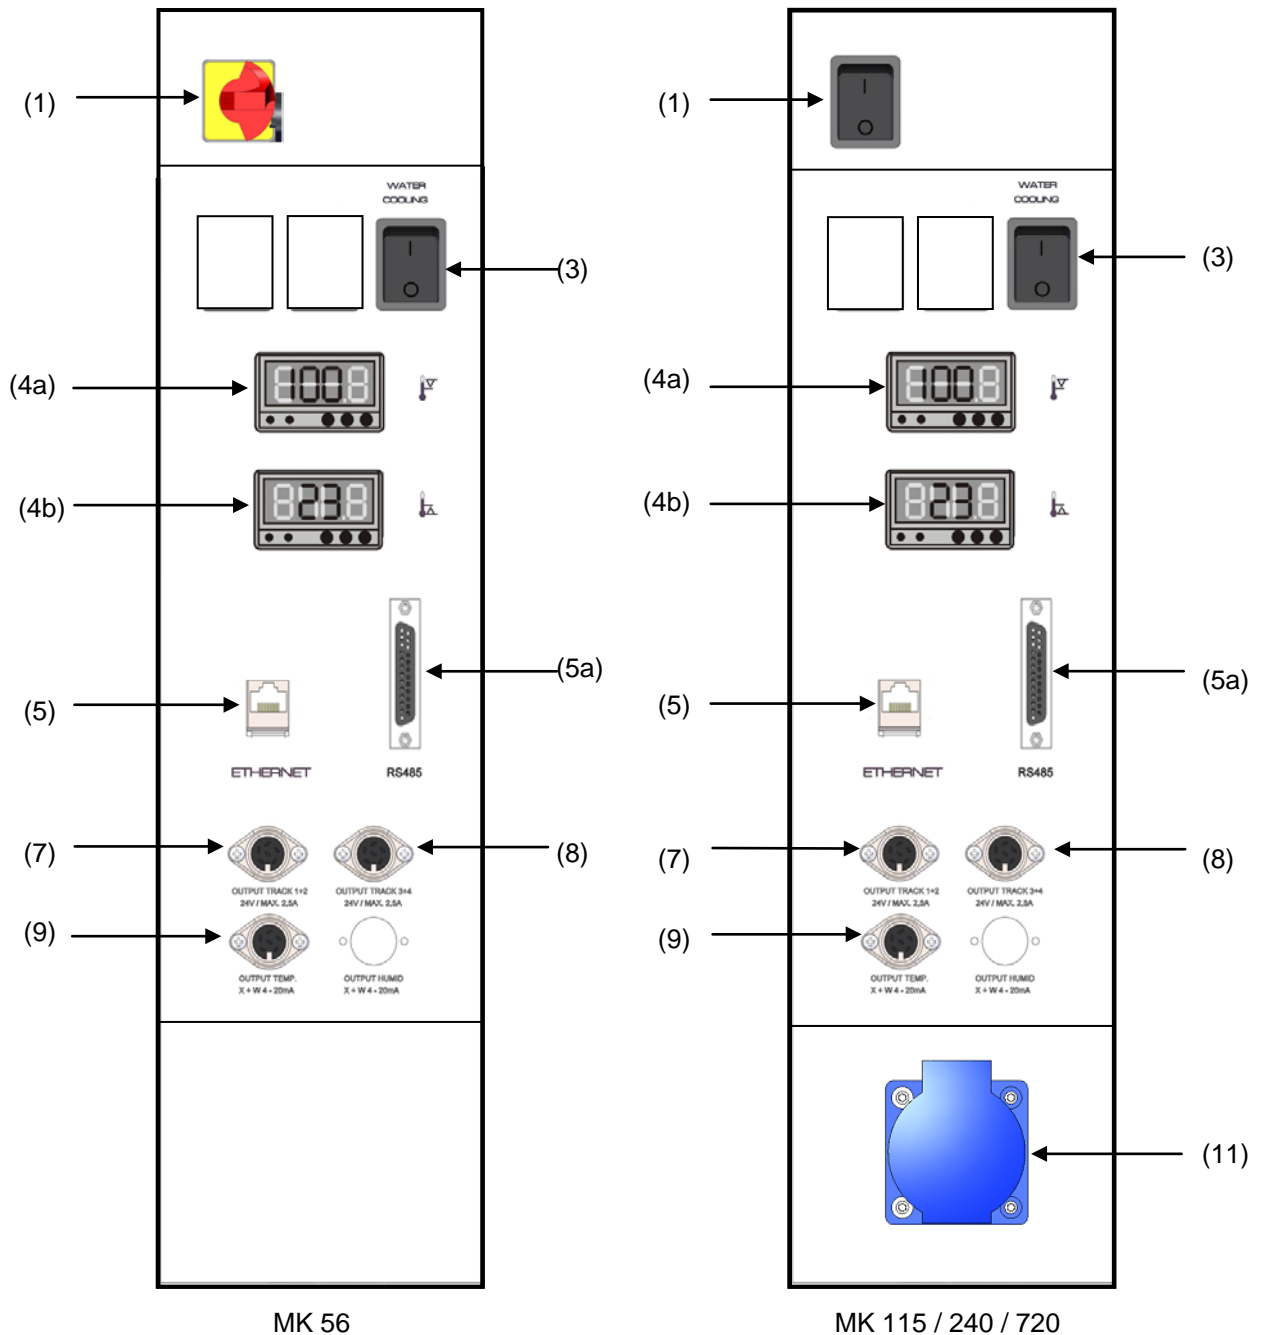 (1)
WATER
COOLING
(3)
(4a)
100
(4b)
23
(5)
(5a)
ETHERNET
RS485
(7)
(8)
OUTPUT TRACK 1+2
24V / MAX. 2,5A
OUTPUT TRACK 3+4
24V / MAX. 2,5A
(9)
OUTPUT TEMP.
X + W 4 - 20mA
OUTPUT HUMID
X + W 4 - 20mA
MK 56
(1)
WATER
COOLING
(3)
(4a)
100
(4b)
23
(5)
(5a)
ETHERNET
RS485
(7)
(8)
OUTPUT TRACK 1+2
24V / MAX. 2,5A
OUTPUT TRACK 3+4
24V / MAX. 2,5A
(9)
OUTPUT TEMP.
X + W 4 - 20mA
OUTPUT HUMID
X + W 4 - 20mA
(11)
MK 115 / 240 / 720